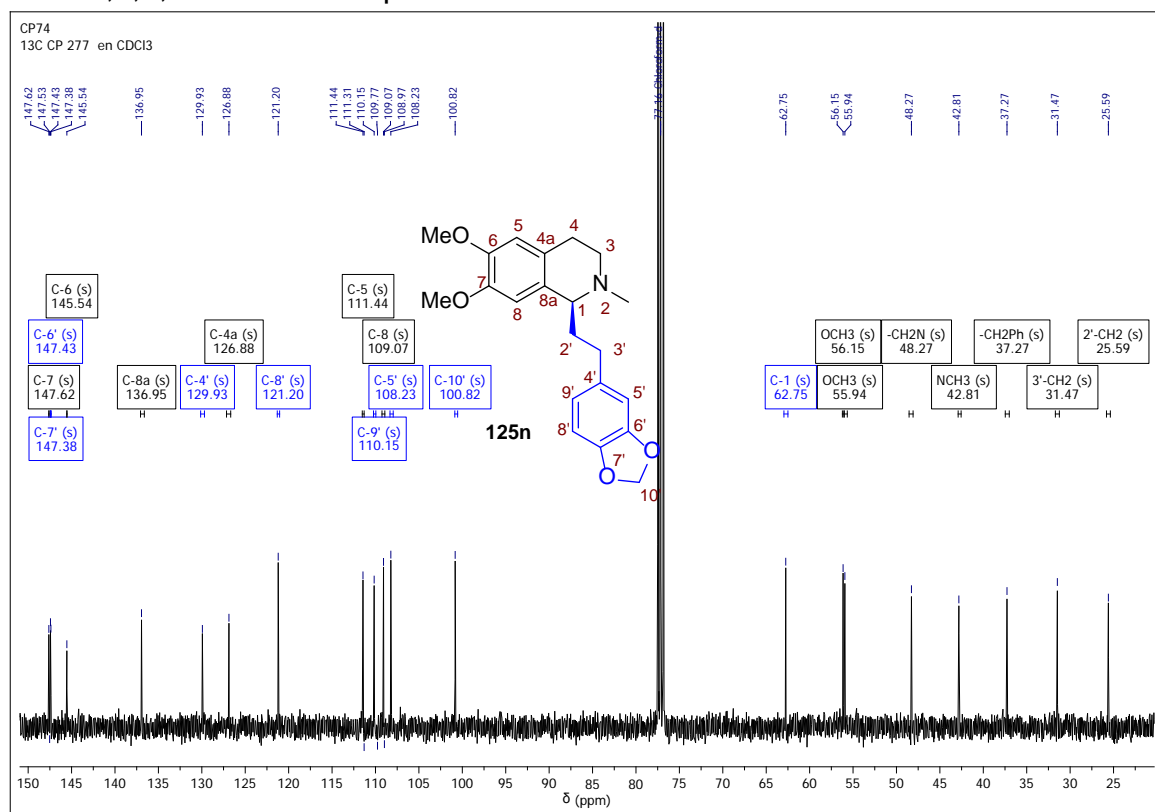 CP74
13C CP 277 en CDCl3
147.62
147.53
147.43
147.38
145.54
136.95
129.93
126.88
121.20
111.44
111.31
110.15
109.77
109.07
108.97
108.23
100.82
77.16 Chloroform-d
62.75
56.15
55.94
48.27
42.81
37.27
31.47
25.59
C-6 (s)
145.54
C-6' (s)
147.43
C-7 (s)
147.62
C-7' (s)
147.38
C-8a (s)
136.95
C-4' (s)
129.93
C-4a (s)
126.88
C-8' (s)
121.20
C-5 (s)
111.44
C-8 (s)
109.07
C-5' (s)
108.23
C-9' (s)
110.15
C-10' (s)
100.82
C-1 (s)
62.75
OCH3 (s)
56.15
OCH3 (s)
55.94
-CH2N (s)
48.27
NCH3 (s)
42.81
-CH2Ph (s)
37.27
3'-CH2 (s)
31.47
2'-CH2 (s)
25.59
MeO
MeO
N
O
O
5
4
6
4a
3
7
8a
2
8
1
2'
3'
4'
9'
5'
8'
6'
7'
10'
125n
150 145 140 135 130 125 120 115 110 105 100 95 90 85 80 75 70 65 60 55 50 45 40 35 30 25
δ (ppm)